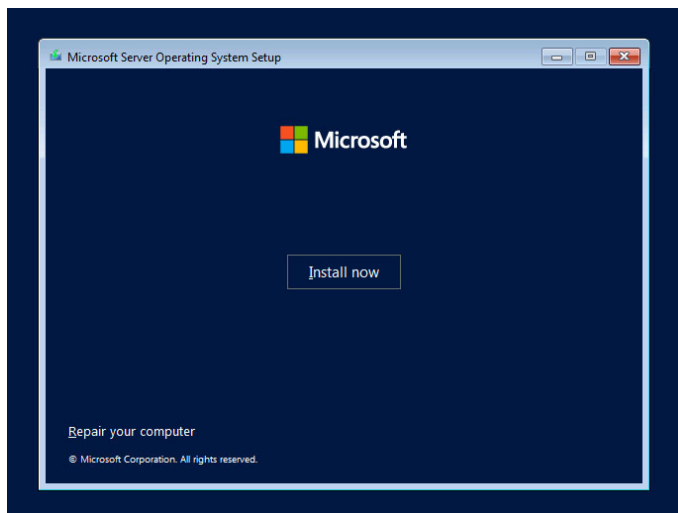 Microsoft Server Operating System Setup
Microsoft
Install now
Repair your computer
© Microsoft Corporation. All rights reserved.